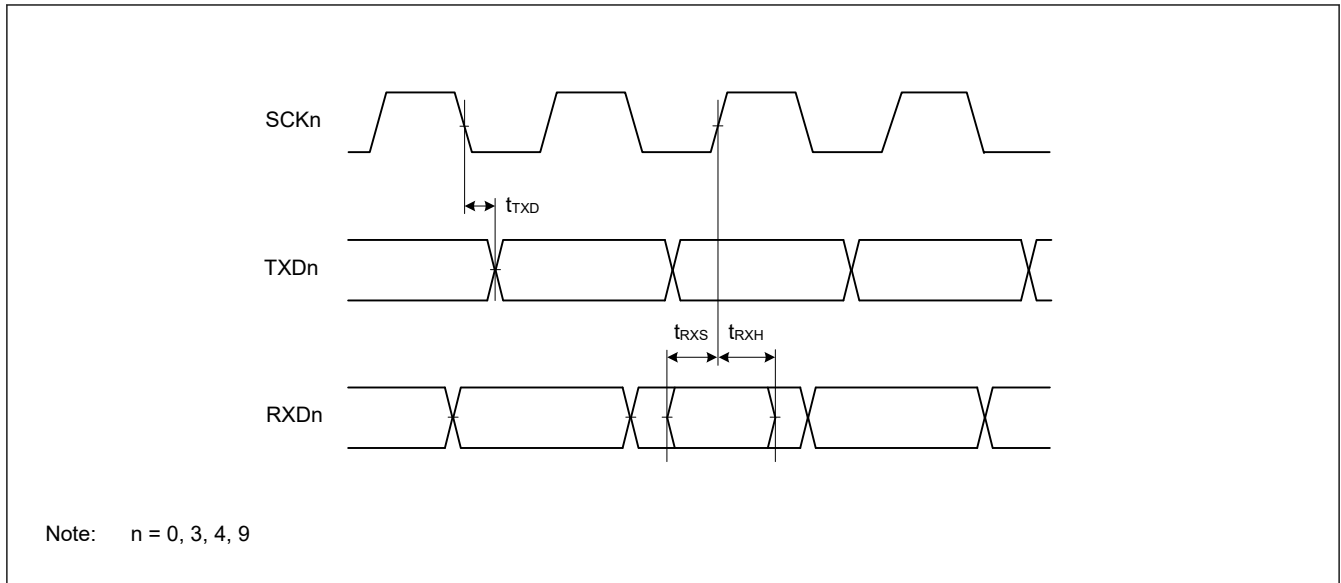 SCKn
tTXD
TXDn
tRXS tRXH
RXDn
Note: n = 0, 3, 4, 9